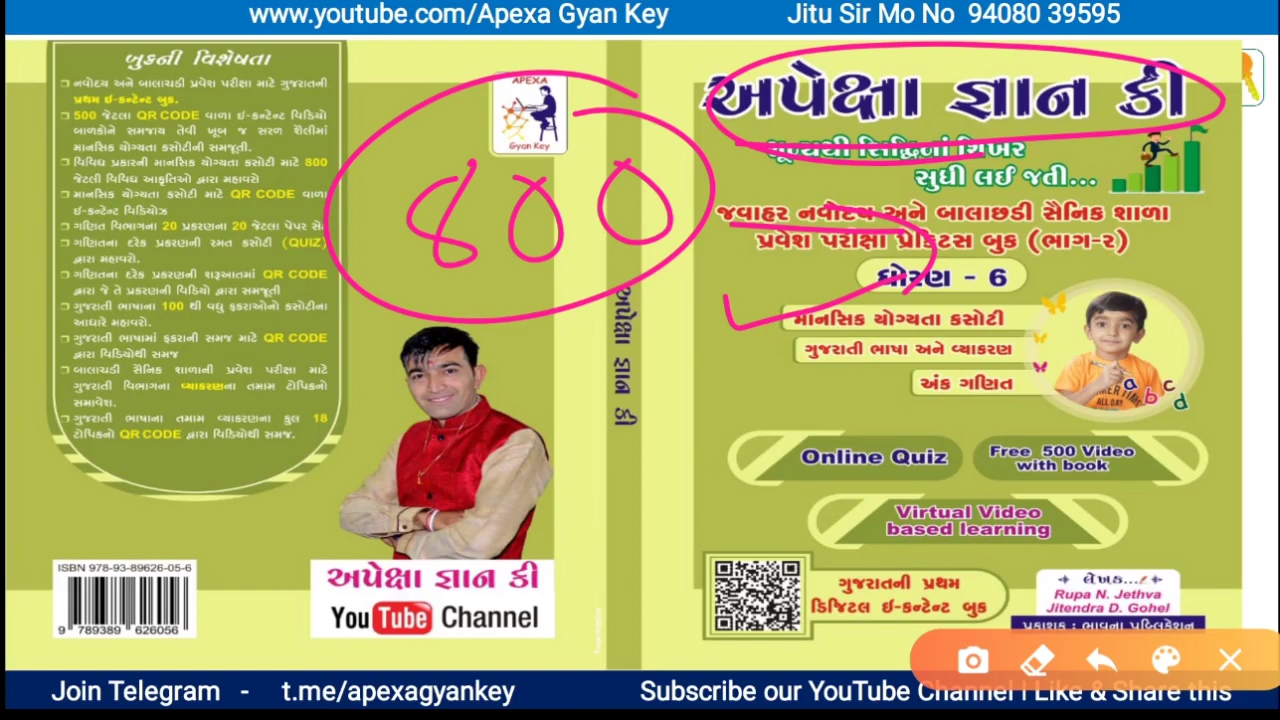 www.youtube.com/Apexa Gyan Key Jitu Sir Mo No 94080 39595
બુકની વિશેષતા
નવોદય અને બાલાચડી પ્રવેશ પરીક્ષા માટે ગુજરાતની
પ્રથમ ઈ-કન્ટેન્ટ બુક.
500 જેટલા QR CODE વાળા ઈ-કન્ટેન્ટ વિડિયો
બાળકોને સમજાય તેવી ખૂબ જ સરળ શૈલીમાં
માનસિક યોગ્યતા કસોટીની સમજૂતી.
વિવિધ પ્રકારની માનસિક યોગ્યતા કસોટી માટે 800
જેટલી વિવિધ આકૃતિઓ દ્વારા મહાવરો
માનસિક યોગ્યતા કસોટી માટે QR CODE વાળા
ઈ-કન્ટેન્ટ વિડિયોઝ
ગણિત વિભાગના 20 પ્રકરણના 20 જેટલા પેપર સે
ગણિતના દરેક પ્રકરણની રમત કસોટી (QUIZ)
દ્વારા મહાવરો.
ગણિતના દરેક પ્રકરણની શરૂઆતમાં QR CODE
દ્વારા જે તે પ્રકરણની વિડિયો દ્વારા સમજૂતી
ગુજરાતી ભાષાના 100 થી વધુ ફકરાઓનો કસોટીના
આધારે મહાવરો.
ગુજરાતી ભાષામાં ફકરાની સમજ માટે QR CODE
દ્વારા વિડિયોથી સમજ
બાલાચડી સૈનિક શાળાની પ્રવેશ પરીક્ષા માટે
ગુજરાતી વિભાગના વ્યાકરણના તમામ ટોપિકનો
સમાવેશ.
ગુજરાતી ભાષાના તમામ વ્યાકરણના કુલ 18
ટોપિકનો QR CODE દ્વારા વિડિયોથી સમજ.
ISBN 978-93-89626-05-6
9 789389 626056
APEXA
Gyan Key
800
અપેક્ષા જ્ઞાન કી
YouTube Channel
અપેક્ષા જ્ઞાન કી
અપેક્ષા જ્ઞાન કી
શૂન્યથી સિદ્ધિનાં શિખર
સુધી લઈ જતી...
જવાહર નવોદય અને બાલાછડી સૈનિક શાળા
પ્રવેશ પરીક્ષા પ્રેક્ટિસ બુક (ભાગ-૨)
ધોરણ - 6
માનસિક યોગ્યતા કસોટી
ગુજરાતી ભાષા અને વ્યાકરણ
અંક ગણિત
a b c d
Online Quiz
Free 500 Video
with book
Virtual Video
based learning
ગુજરાતની પ્રથમ
ડિજિટલ ઈ-કન્ટેન્ટ બુક
લેખક...
Rupa N. Jethva
Jitendra D. Gohel
પ્રકાશક : ભાવના પબ્લિકેશન
Join Telegram - t.me/apexagyankey Subscribe our YouTube Channel | Like & Share this